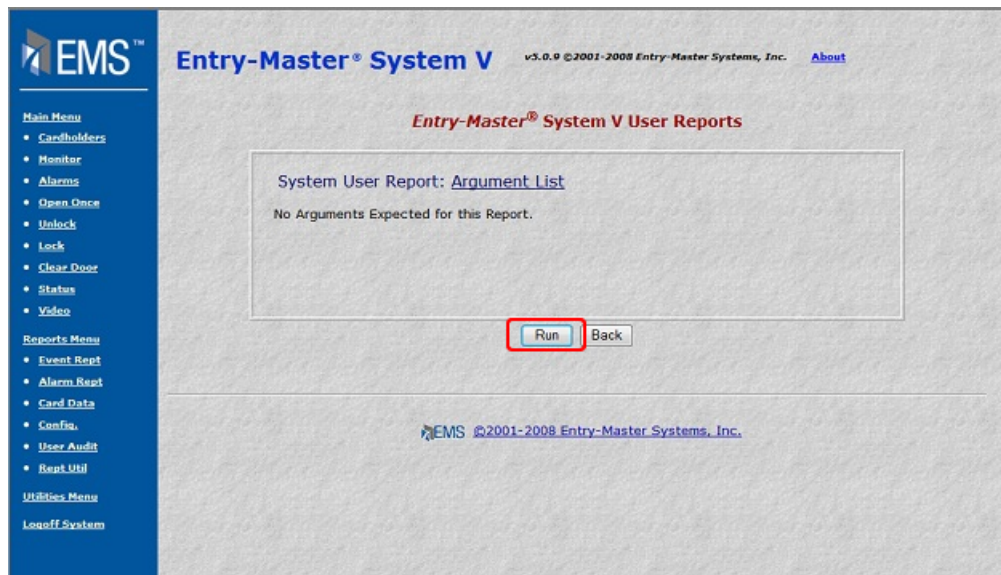 EMS™
Entry-Master® System V v5.0.9 ©2001-2008 Entry-Master Systems, Inc. About
Main Menu
Cardholders
Monitor
Alarms
Open Once
Unlock
Lock
Clear Door
Status
Video
Reports Menu
Event Rept
Alarm Rept
Card Data
Config.
User Audit
Rept Util
Utilities Menu
Logoff System
Entry-Master® System V User Reports
System User Report: Argument List
No Arguments Expected for this Report.
Run Back
EMS ©2001-2008 Entry-Master Systems, Inc.